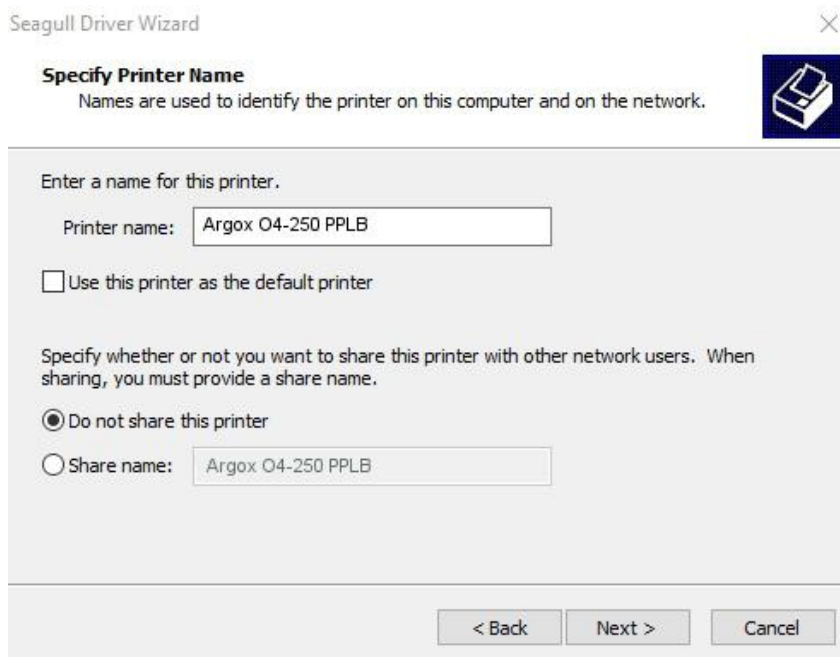 Seagull Driver Wizard
Specify Printer Name
Names are used to identify the printer on this computer and on the network.
Enter a name for this printer.
Printer name: Argox O4-250 PPLB
Use this printer as the default printer
Specify whether or not you want to share this printer with other network users. When
sharing, you must provide a share name.
Do not share this printer
Share name: Argox O4-250 PPLB
< Back Next > Cancel